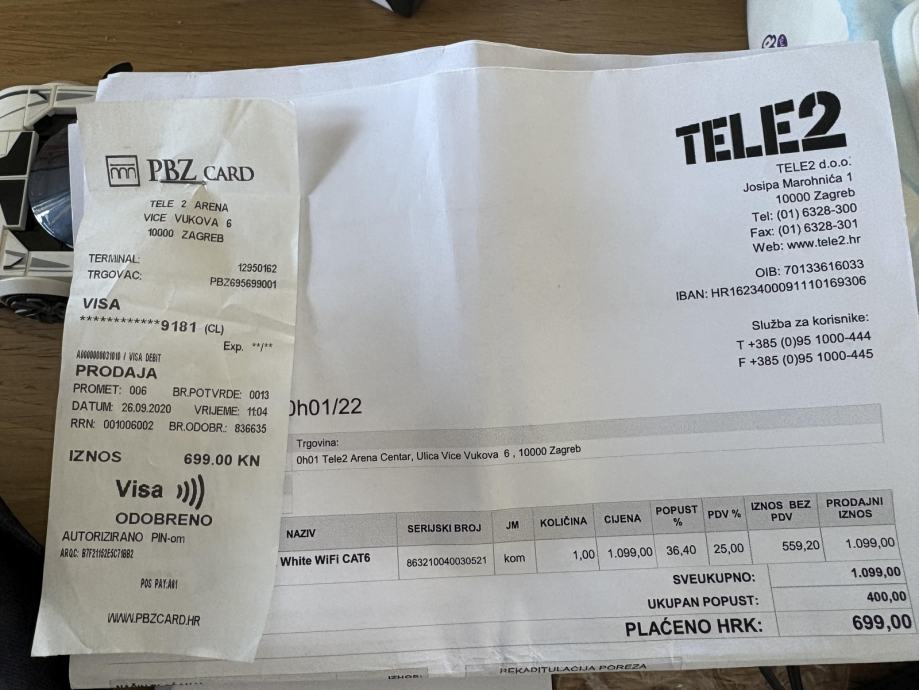 PBZ CARD
TELE 2 ARENA
VICE VUKOVA 6
10000 ZAGREB
TERMINAL: 12950162
TRGOVAC: PBZ695699001
VISA
************9181 (CL)
Exp. **/**
A0000000031010 / VISA DEBIT
PRODAJA
PROMET: 006 BR.POTVRDE: 0013
DATUM: 26.09.2020 VRIJEME: 11:04
RRN: 001006002 BR.ODOBR.: 836635
IZNOS 699.00 KN
Visa
ODOBRENO
AUTORIZIRANO PIN-om
ARQC: B7F21162E5C71BB2
POS PAY:A01
WWW.PBZCARD.HR
TELE2
TELE2 d.o.o.
Josipa Marohnića 1
10000 Zagreb
Tel: (01) 6328-300
Fax: (01) 6328-301
Web: www.tele2.hr
OIB: 70133616033
IBAN: HR1623400091110169306
Služba za korisnike:
T +385 (0)95 1000-444
F +385 (0)95 1000-445
0h01/22
Trgovina:
0h01 Tele2 Arena Centar, Ulica Vice Vukova 6 , 10000 Zagreb
NAZIV SERIJSKI BROJ JM KOLIČINA CIJENA POPUST % PDV % IZNOS BEZ PDV PRODAJNI IZNOS
White WiFi CAT6 863210040030521 kom 1,00 1.099,00 36,40 25,00 559,20 1.099,00
SVEUKUPNO: 1.099,00
UKUPAN POPUST: 400,00
PLAĆENO HRK: 699,00
IZNOS: REKAPITULACIJA POREZA